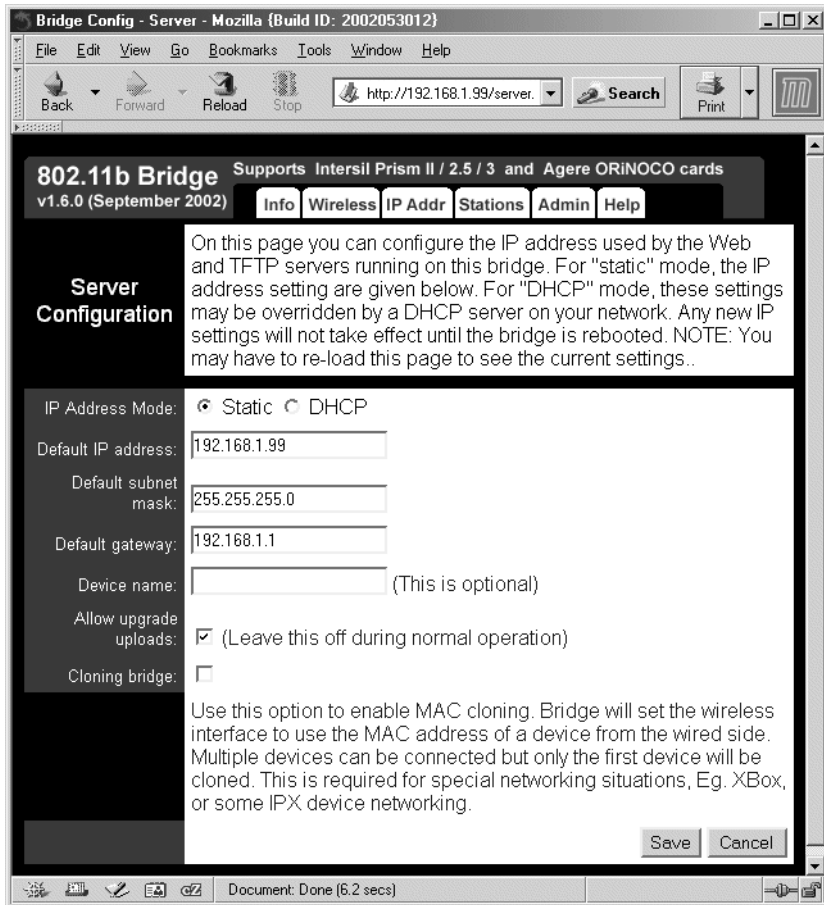 Bridge Config - Server - Mozilla {Build ID: 2002053012}
File Edit View Go Bookmarks Tools Window Help
Back Forward Reload Stop http://192.168.1.99/server. Search Print
802.11b Bridge Supports Intersil Prism II / 2.5 / 3 and Agere ORiNOCO cards
v1.6.0 (September 2002) Info Wireless IP Addr Stations Admin Help
Server Configuration
On this page you can configure the IP address used by the Web
and TFTP servers running on this bridge. For "static" mode, the IP
address setting are given below. For "DHCP" mode, these settings
may be overridden by a DHCP server on your network. Any new IP
settings will not take effect until the bridge is rebooted. NOTE: You
may have to re-load this page to see the current settings..
IP Address Mode: Static DHCP
Default IP address: 192.168.1.99
Default subnet
mask: 255.255.255.0
Default gateway: 192.168.1.1
Device name: (This is optional)
Allow upgrade
uploads: (Leave this off during normal operation)
Cloning bridge:
Use this option to enable MAC cloning. Bridge will set the wireless
interface to use the MAC address of a device from the wired side.
Multiple devices can be connected but only the first device will be
cloned. This is required for special networking situations, Eg. XBox,
or some IPX device networking.
Save Cancel
Document: Done (6.2 secs)